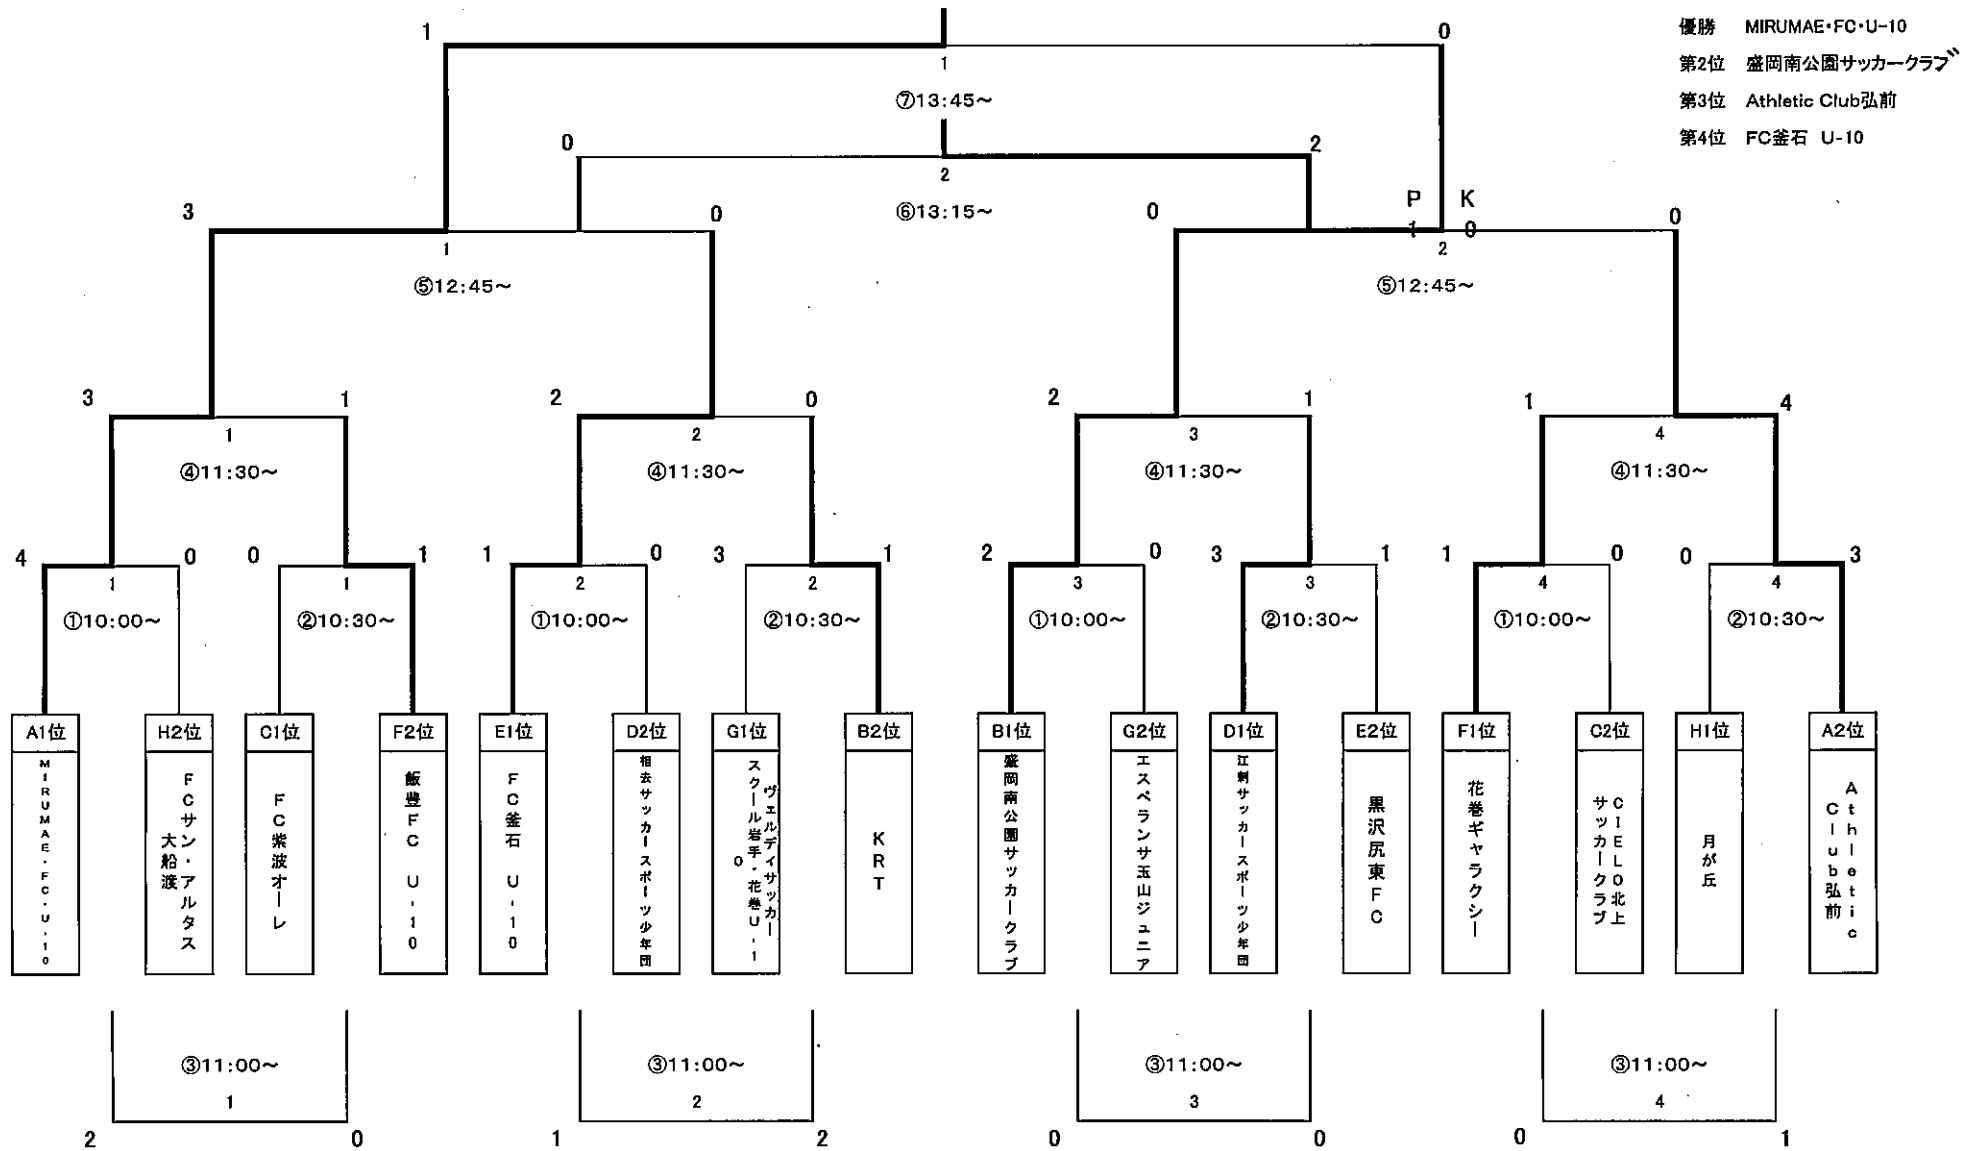 優勝 MIRUMAE・FC・U-10
第2位 盛岡南公園サッカークラブ
第3位 Athletic Club弘前
第4位 FC釜石 U-10
1 0
1
⑦13:45～
0 2
2
⑥13:15～
P K
1 0
3 0 0 0
1 2
⑤12:45～ ⑤12:45～
3 1 2 0 2 1 1 4
1 2 3 4
④11:30～ ④11:30～ ④11:30～ ④11:30～
4 0 0 1 1 0 3 1 2 0 3 1 1 0 0 3
1 1 2 2 3 3 4 4
①10:00～ ②10:30～ ①10:00～ ②10:30～ ①10:00～ ②10:30～ ①10:00～ ②10:30～
A1位 H2位 C1位 F2位 E1位 D2位 G1位 B2位 B1位 G2位 D1位 E2位 F1位 C2位 H1位 A2位
MIRUMAE・FC・U-10
FCサン・アルタス
大船渡
FC紫波オーレ
飯豊FC U-10
FC釜石 U-10
相去サッカースポーツ少年団
ヴェルディサッカー
スクール岩手・花巻U-1
0
KRT
盛岡南公園サッカークラブ
エスペランサ玉山ジュニア
江刺サッカースポーツ少年団
黒沢尻東FC
花巻ギャラクシー
CIELO北上
サッカークラブ
月が丘
Athletic
Club弘前
③11:00～ ③11:00～ ③11:00～ ③11:00～
1 2 3 4
2 0 1 2 0 0 0 1